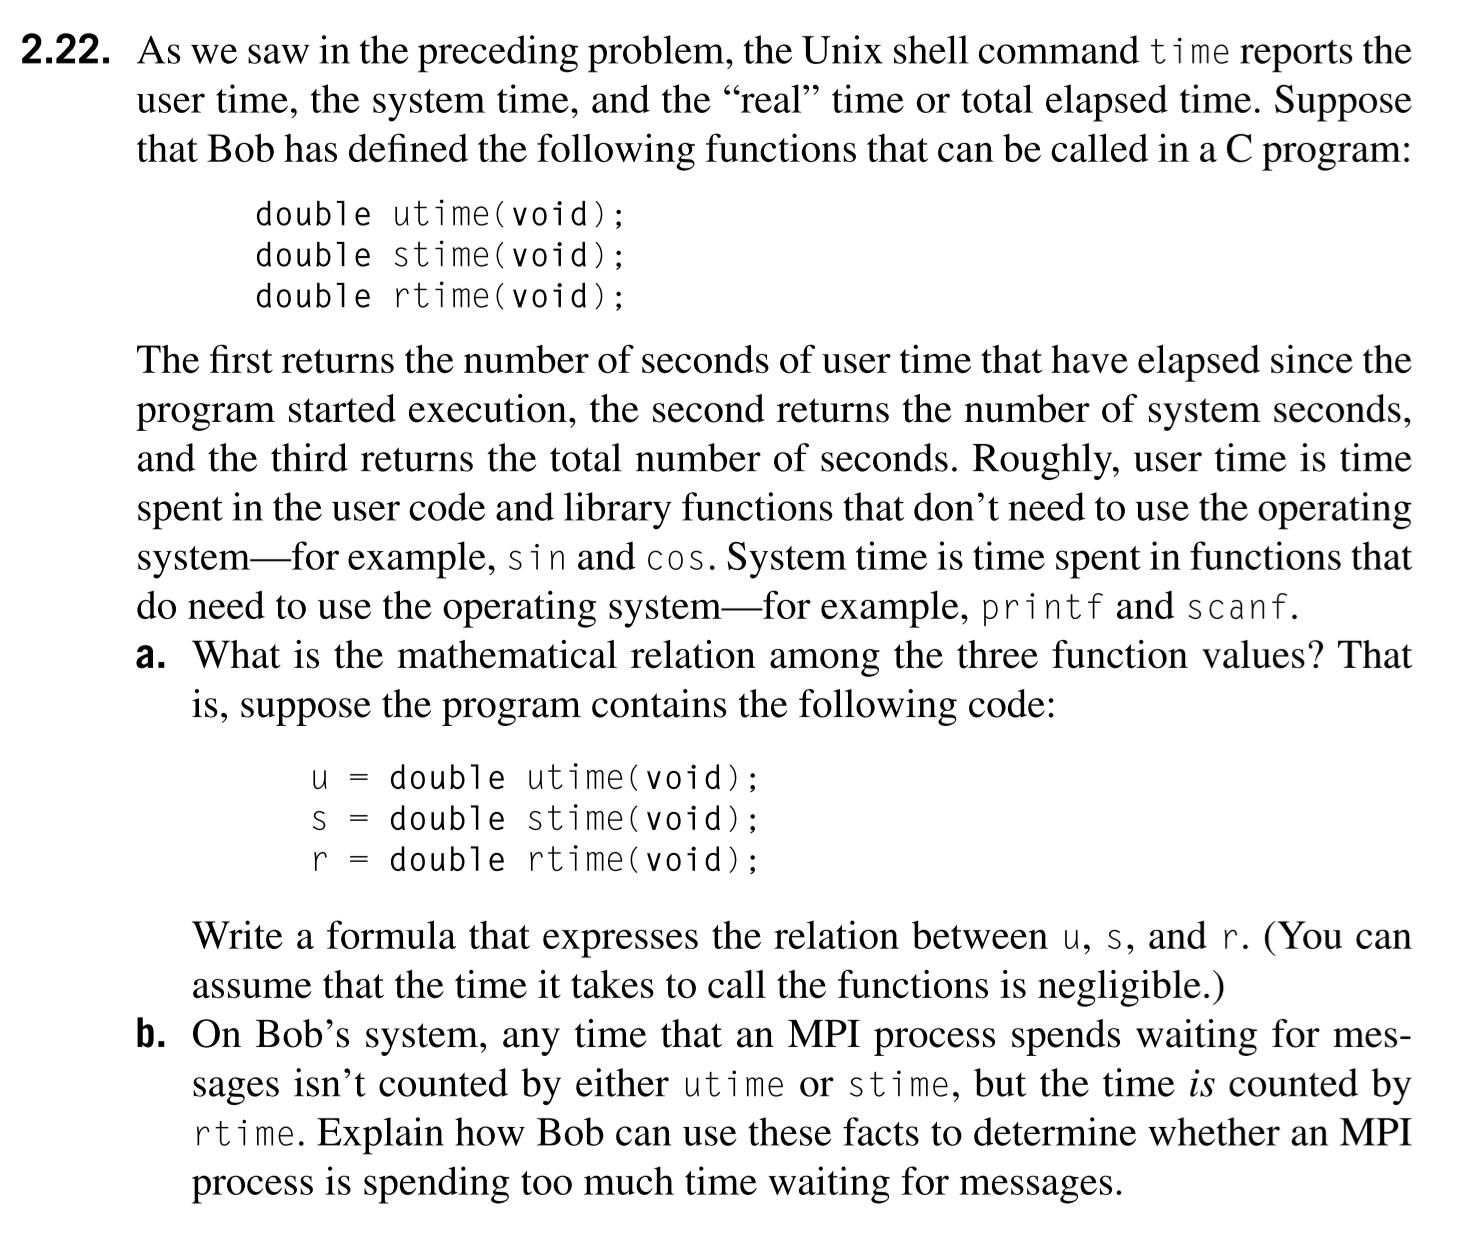 2.22. As we saw in the preceding problem, the Unix shell command time reports the
user time, the system time, and the “real” time or total elapsed time. Suppose
that Bob has defined the following functions that can be called in a C program:
double utime(void);
double stime(void);
double rtime(void);
The first returns the number of seconds of user time that have elapsed since the
program started execution, the second returns the number of system seconds,
and the third returns the total number of seconds. Roughly, user time is time
spent in the user code and library functions that don’t need to use the operating
system—for example, sin and cos. System time is time spent in functions that
do need to use the operating system—for example, printf and scanf.
a. What is the mathematical relation among the three function values? That
is, suppose the program contains the following code:
u = double utime(void);
s = double stime(void);
r = double rtime(void);
Write a formula that expresses the relation between u, s, and r. (You can
assume that the time it takes to call the functions is negligible.)
b. On Bob’s system, any time that an MPI process spends waiting for mes-
sages isn’t counted by either utime or stime, but the time is counted by
rtime. Explain how Bob can use these facts to determine whether an MPI
process is spending too much time waiting for messages.